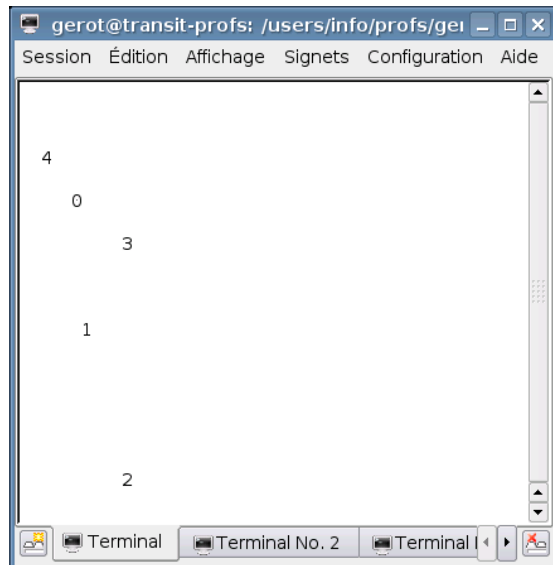 gerot@transit-profs: /users/info/profs/ger
Session Édition Affichage Signets Configuration Aide
4
0
3
1
2
Terminal Terminal No. 2 Terminal